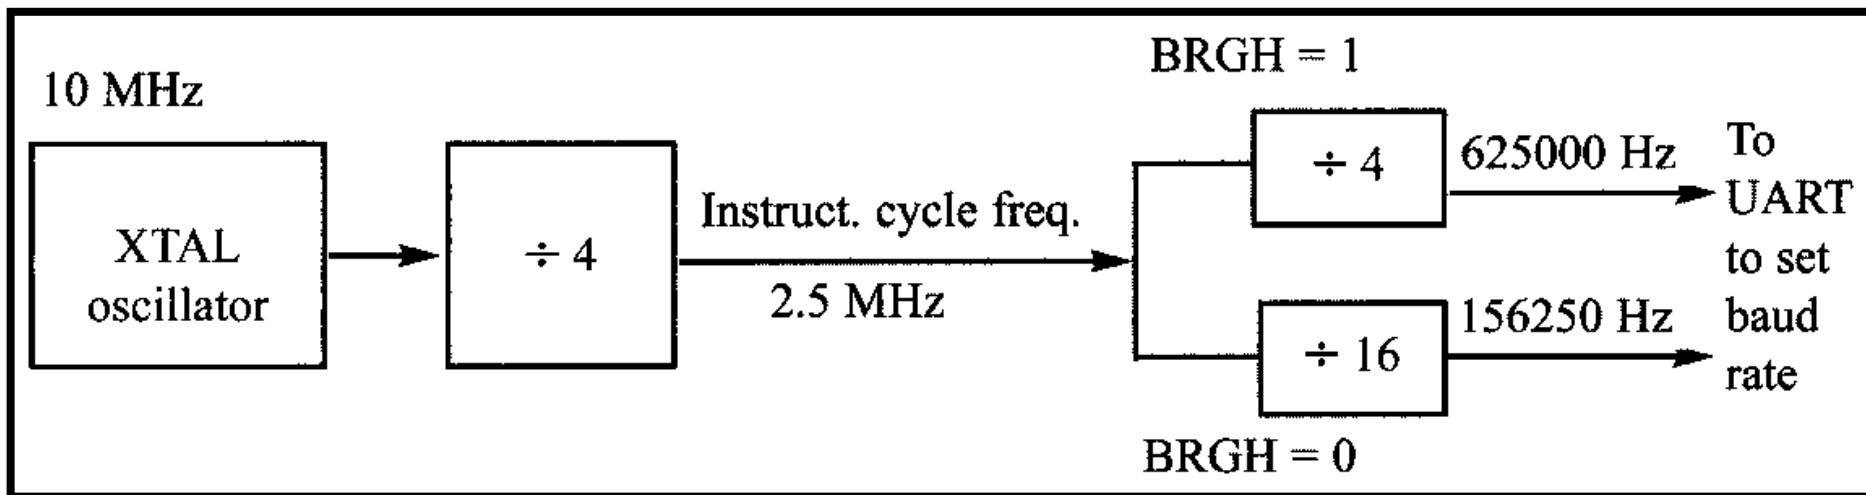 10 MHz
XTAL
oscillator
÷ 4
Instruct. cycle freq.
2.5 MHz
BRGH = 1
÷ 4
625000 Hz
÷ 16
156250 Hz
BRGH = 0
To
UART
to set
baud
rate